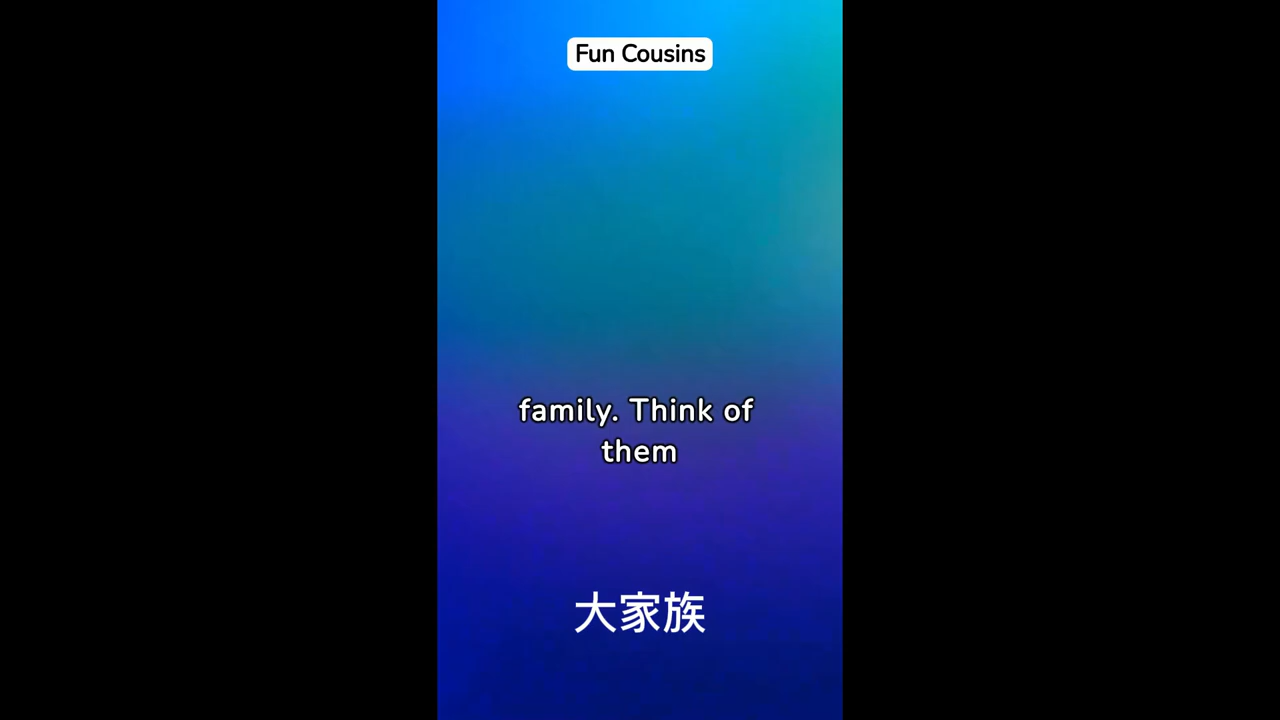 Fun Cousins
family. Think of
them
大家族